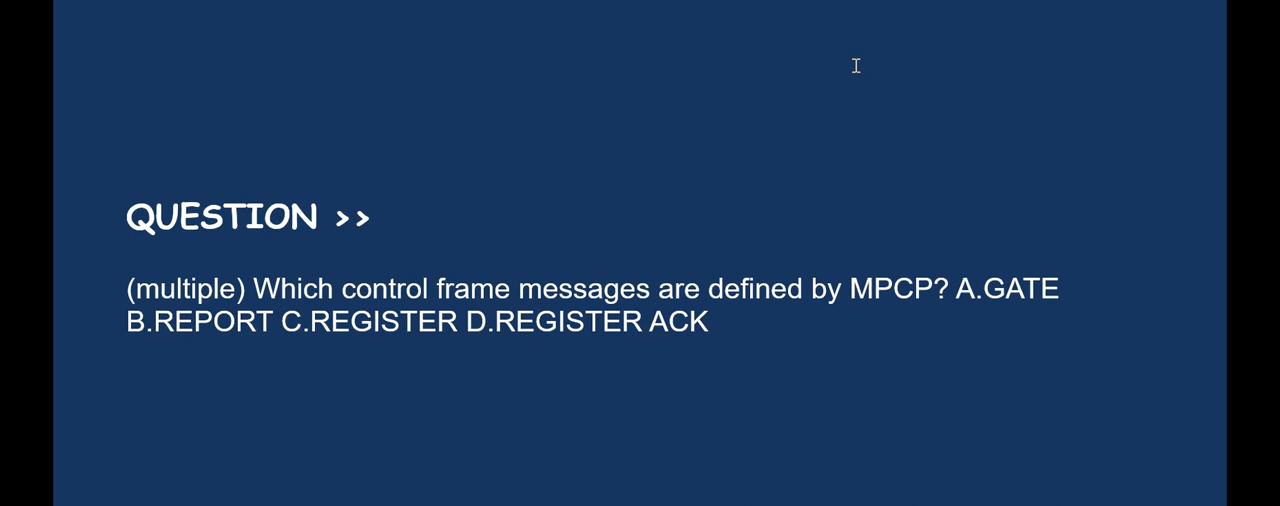 QUESTION >>
(multiple) Which control frame messages are defined by MPCP? A.GATE
B.REPORT C.REGISTER D.REGISTER ACK